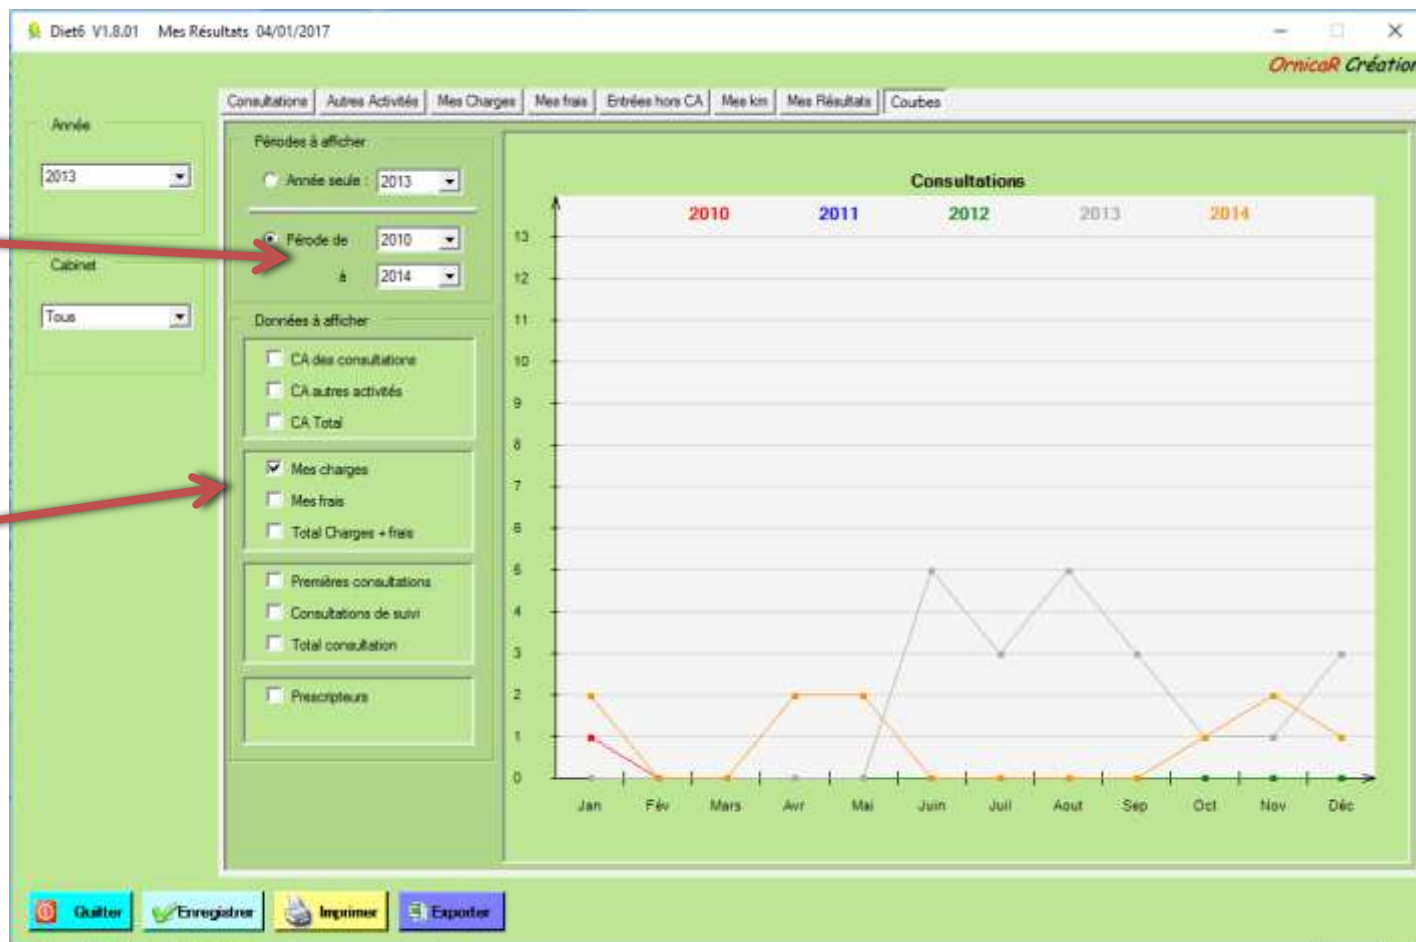 Diet6 V1.8.01 Mes Résultats 04/01/2017
OrnicaR Création
Consultations Autres Activités Mes Charges Mes frais Entrées hors CA Mes km Mes Résultats Courbes
Année
2013
Cabinet
Tous
Périodes à afficher
Année seule : 2013
Pérode de 2010
à 2014
Données à afficher
CA des consultations
CA autres activités
CA Total
Mes charges
Mes frais
Total Charges + frais
Premières consultations
Consultations de suivi
Total consultation
Prescripteurs
Consultations
2010 2011 2012 2013 2014
13
12
11
10
9
8
7
6
5
4
3
2
1
0
Jan Fév Mars Avr Mai Juin Juil Aout Sep Oct Nov Déc
Quitter Enregistrer Imprimer Exporter